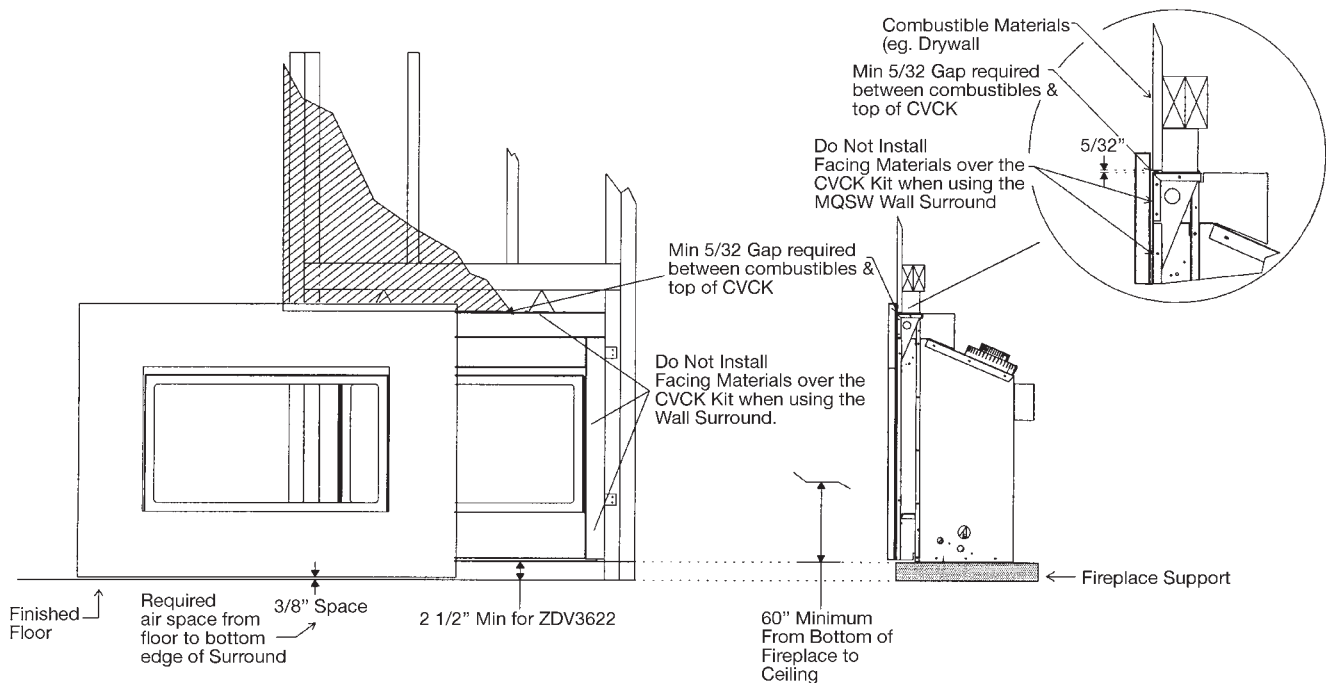 Combustible Materials
(eg. Drywall
Min 5/32 Gap required
between combustibles &
top of CVCK
Do Not Install
Facing Materials over the
CVCK Kit when using the
MQSW Wall Surround
5/32”
Min 5/32 Gap required
between combustibles &
top of CVCK
Do Not Install
Facing Materials over the
CVCK Kit when using the
Wall Surround.
Finished
Floor
Required
air space from
floor to bottom
edge of Surround
3/8” Space
2 1/2” Min for ZDV3622
60” Minimum
From Bottom of
Fireplace to
Ceiling
Fireplace Support